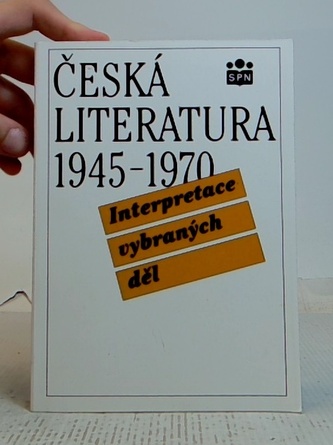 ČESKÁ
SPN
LITERATURA
1945-1970
Interpretace
vybraných
děl